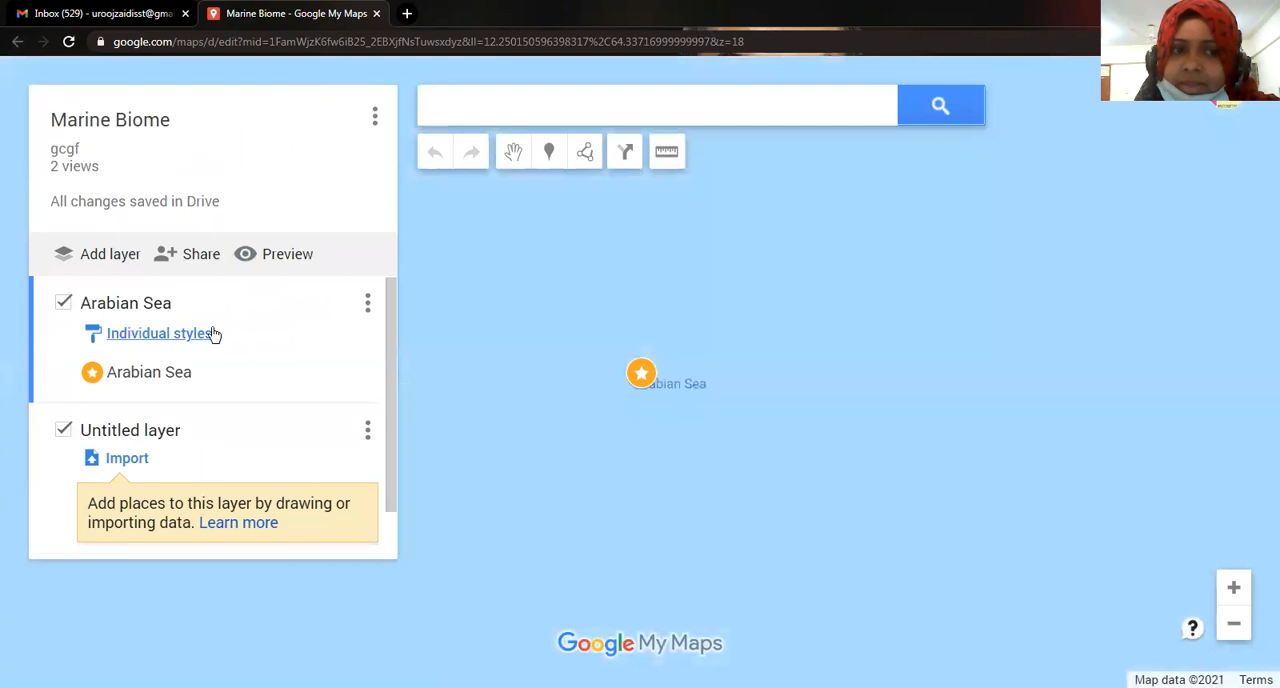 Inbox (529) - uroojzaidisst@gma
Marine Biome - Google My Maps
google.com/maps/d/edit?mid=1FamWjzK6fw6iB25_2EBXjfNsTuwsxdyz&ll=12.250150596398317%2C64.33716999999997&z=18
Marine Biome
gcgf
2 views
All changes saved in Drive
Add layer
Share
Preview
Arabian Sea
Individual styles
Arabian Sea
Untitled layer
Import
Add places to this layer by drawing or
importing data. Learn more
Arabian Sea
Google My Maps
?
Map data ©2021
Terms